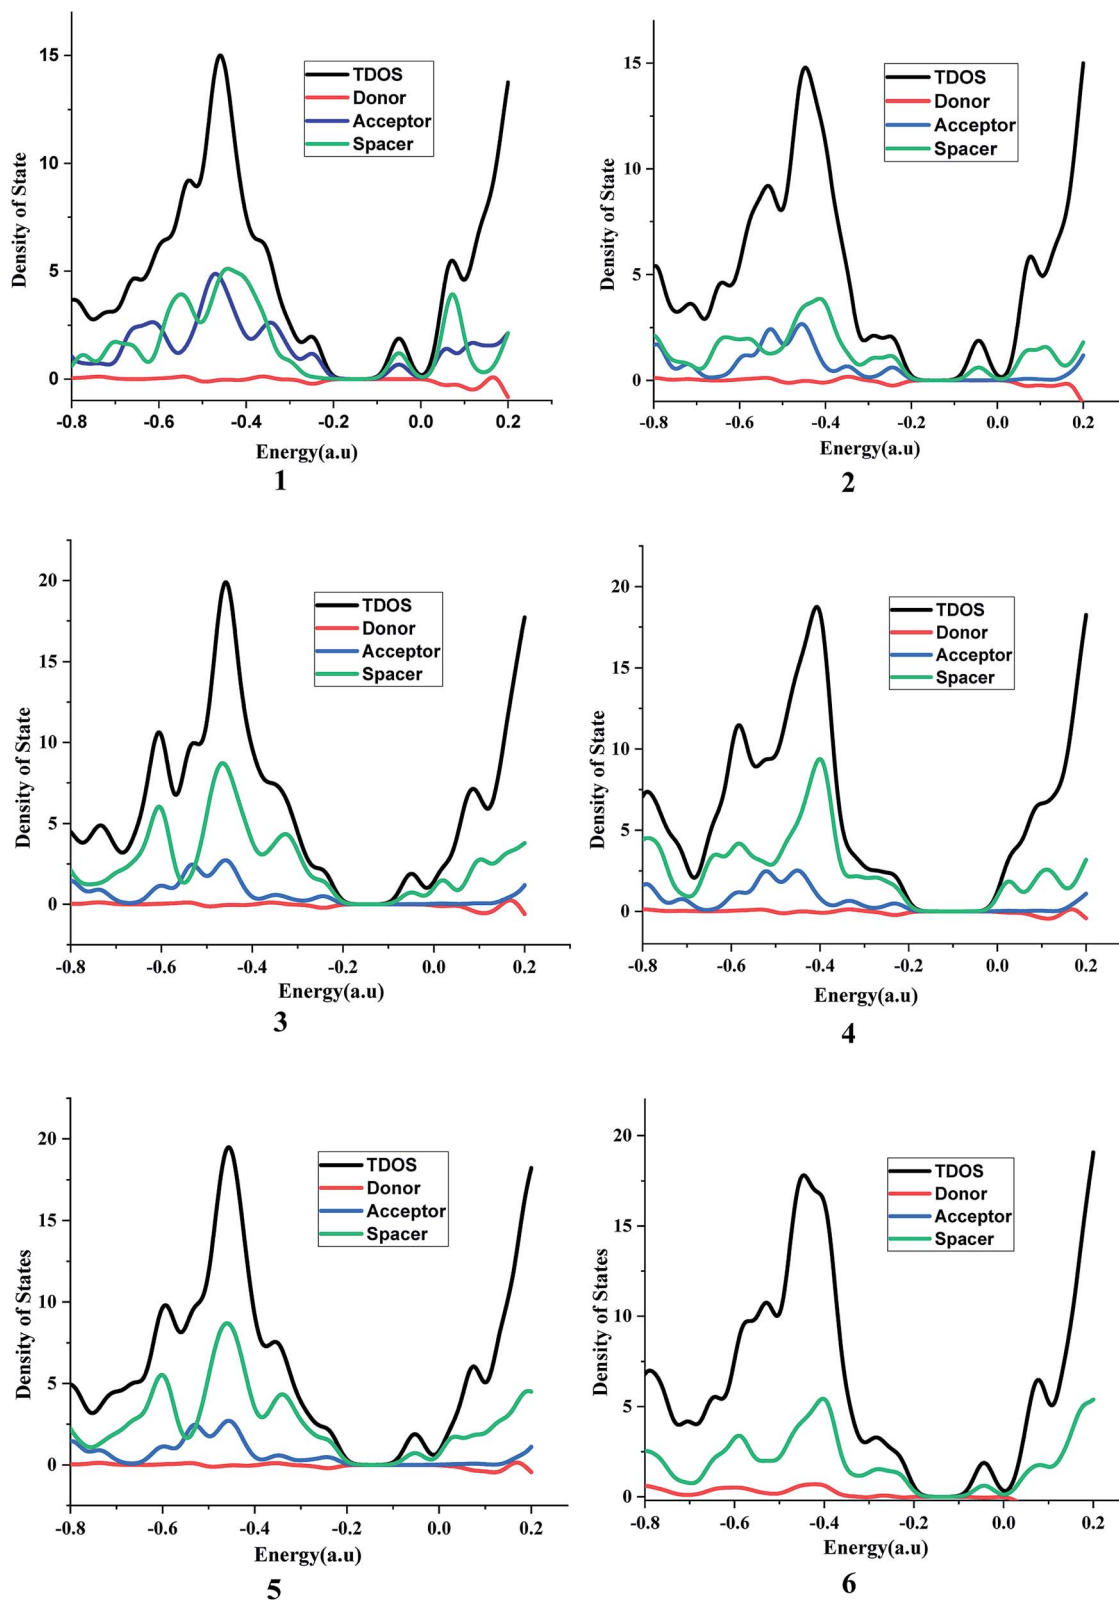 15
10
5
0
Density of State
TDOS
Donor
Acceptor
Spacer
-0.8 -0.6 -0.4 -0.2 0.0 0.2
Energy(a.u)
1
15
10
5
0
Density of State
TDOS
Donor
Acceptor
Spacer
-0.8 -0.6 -0.4 -0.2 0.0 0.2
Energy(a.u)
2
20
15
10
5
0
Density of State
TDOS
Donor
Acceptor
Spacer
-0.8 -0.6 -0.4 -0.2 0.0 0.2
Energy(a.u)
3
20
15
10
5
0
Density of State
TDOS
Donor
Acceptor
Spacer
-0.8 -0.6 -0.4 -0.2 0.0 0.2
Energy(a.u)
4
20
15
10
5
0
Density of States
TDOS
Donor
Acceptor
Spacer
-0.8 -0.6 -0.4 -0.2 0.0 0.2
Energy(a.u)
5
20
15
10
5
0
Density of States
TDOS
Donor
Acceptor
Spacer
-0.8 -0.6 -0.4 -0.2 0.0 0.2
Energy(a.u)
6